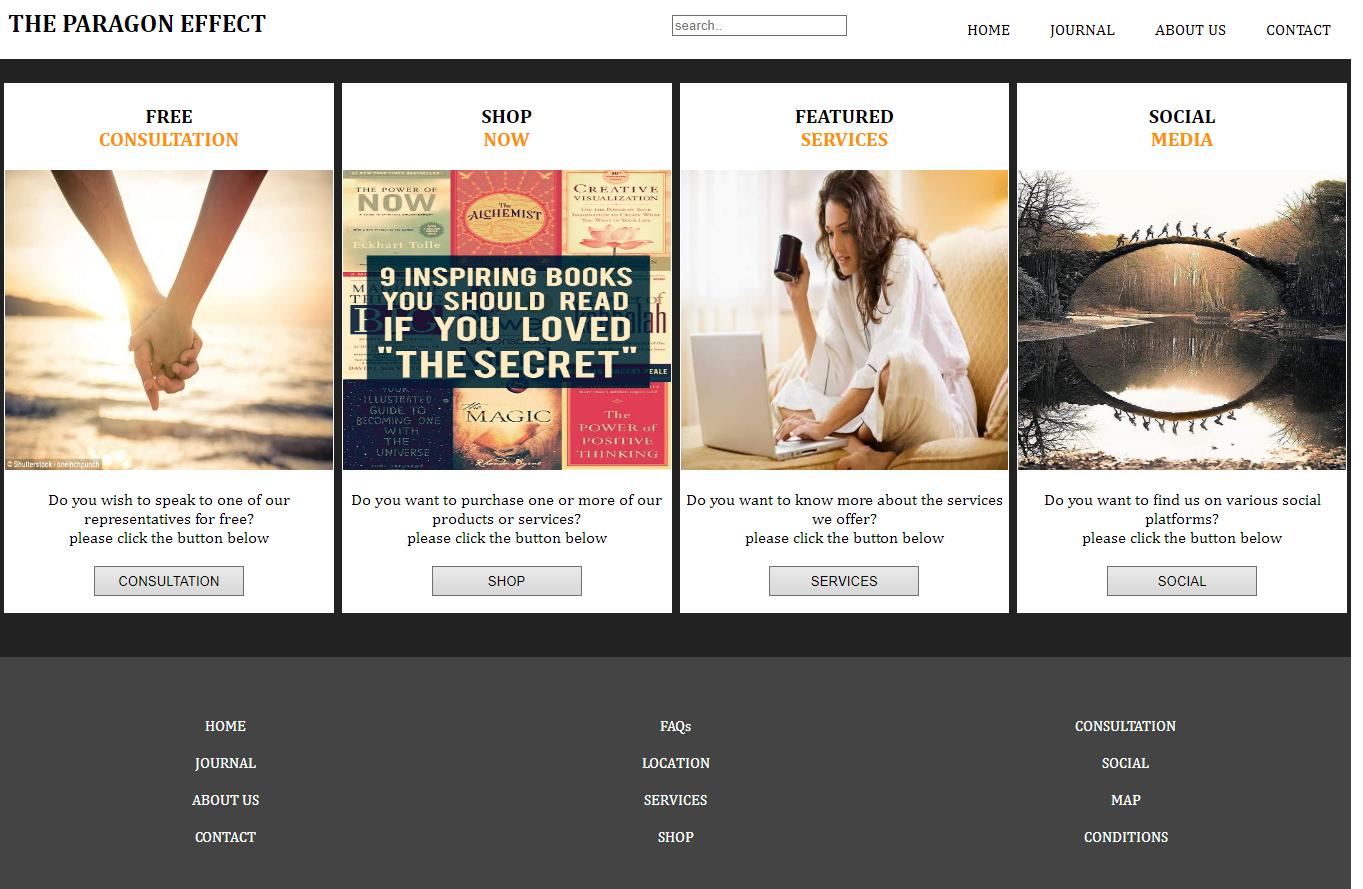 THE PARAGON EFFECT
search..
HOME
JOURNAL
ABOUT US
CONTACT
FREE
CONSULTATION
© Shutterstock / oneinchpunch
Do you wish to speak to one of our
representatives for free?
please click the button below
CONSULTATION
SHOP
NOW
THE POWER OF
NOW
Eckhart Tolle
The
ALCHEMIST
CREATIVE
VISUALIZATION
9 INSPIRING BOOKS
YOU SHOULD READ
IF YOU LOVED
"THE SECRET"
PEALE
ILLUSTRATED
GUIDE TO
BECOMING ONE
WITH
THE
UNIVERSE
the
MAGIC
Rhonda Byrne
The
POWER of
POSITIVE
THINKING
Do you want to purchase one or more of our
products or services?
please click the button below
SHOP
FEATURED
SERVICES
Do you want to know more about the services
we offer?
please click the button below
SERVICES
SOCIAL
MEDIA
Do you want to find us on various social
platforms?
please click the button below
SOCIAL
HOME
JOURNAL
ABOUT US
CONTACT
FAQs
LOCATION
SERVICES
SHOP
CONSULTATION
SOCIAL
MAP
CONDITIONS